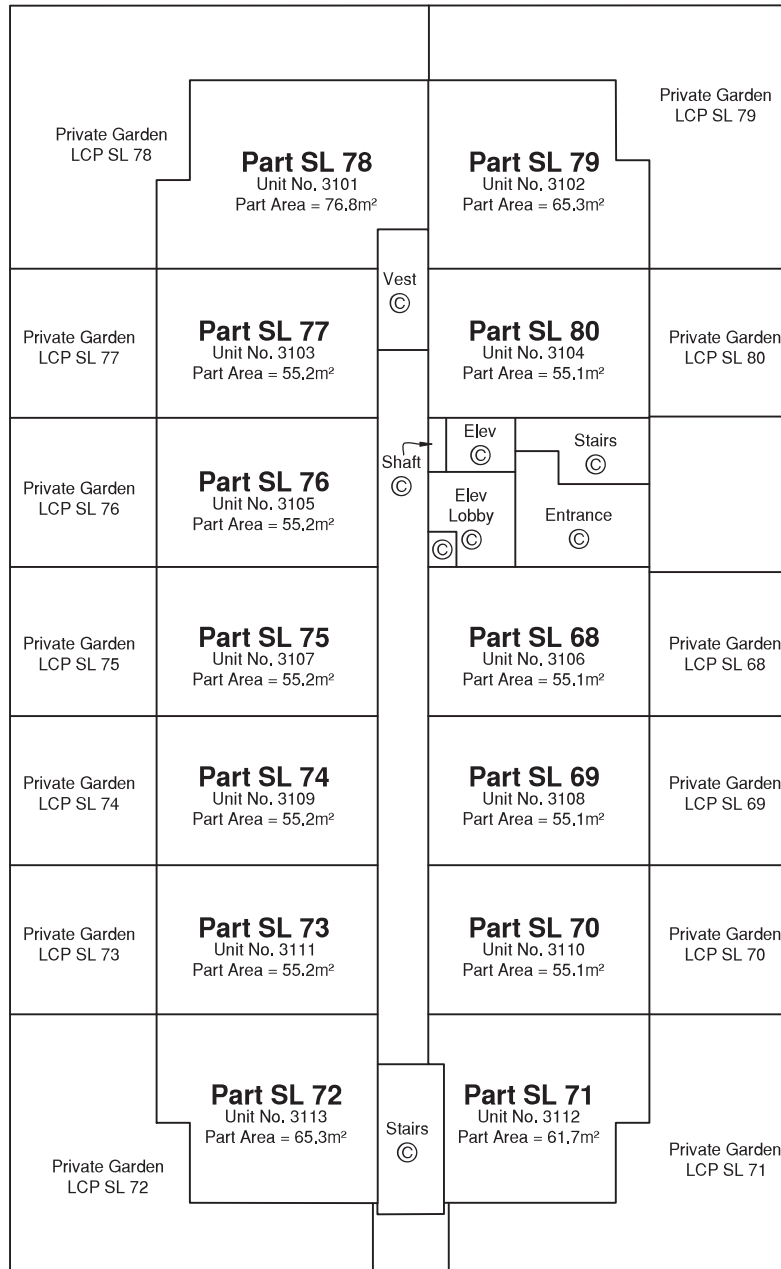 Private Garden
LCP SL 78
Part SL 78
Unit No. 3101
Part Area = 76.8m²
Part SL 79
Unit No. 3102
Part Area = 65.3m²
Private Garden
LCP SL 79
Vest
©
Private Garden
LCP SL 77
Part SL 77
Unit No. 3103
Part Area = 55.2m²
Part SL 80
Unit No. 3104
Part Area = 55.1m²
Private Garden
LCP SL 80
Private Garden
LCP SL 76
Part SL 76
Unit No. 3105
Part Area = 55.2m²
Shaft
©
Elev
©
Stairs
©
Elev
Lobby
©
©
Entrance
©
Private Garden
LCP SL 75
Part SL 75
Unit No. 3107
Part Area = 55.2m²
Part SL 68
Unit No. 3106
Part Area = 55.1m²
Private Garden
LCP SL 68
Private Garden
LCP SL 74
Part SL 74
Unit No. 3109
Part Area = 55.2m²
Part SL 69
Unit No. 3108
Part Area = 55.1m²
Private Garden
LCP SL 69
Private Garden
LCP SL 73
Part SL 73
Unit No. 3111
Part Area = 55.2m²
Part SL 70
Unit No. 3110
Part Area = 55.1m²
Private Garden
LCP SL 70
Private Garden
LCP SL 72
Part SL 72
Unit No. 3113
Part Area = 65.3m²
Stairs
©
Part SL 71
Unit No. 3112
Part Area = 61.7m²
Private Garden
LCP SL 71